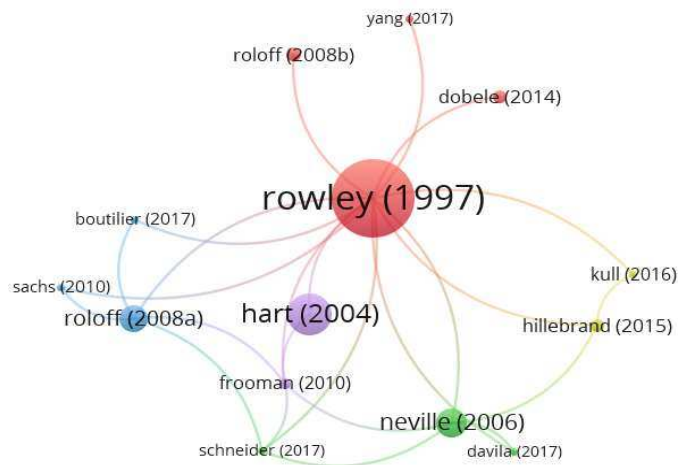 yang (2017)
roloff (2008b)
dobele (2014)
rowley (1997)
boutilier (2017)
kull (2016)
sachs (2010)
hart (2004)
roloff (2008a)
hillebrand (2015)
frooman (2010)
neville (2006)
schneider (2017)
davila (2017)